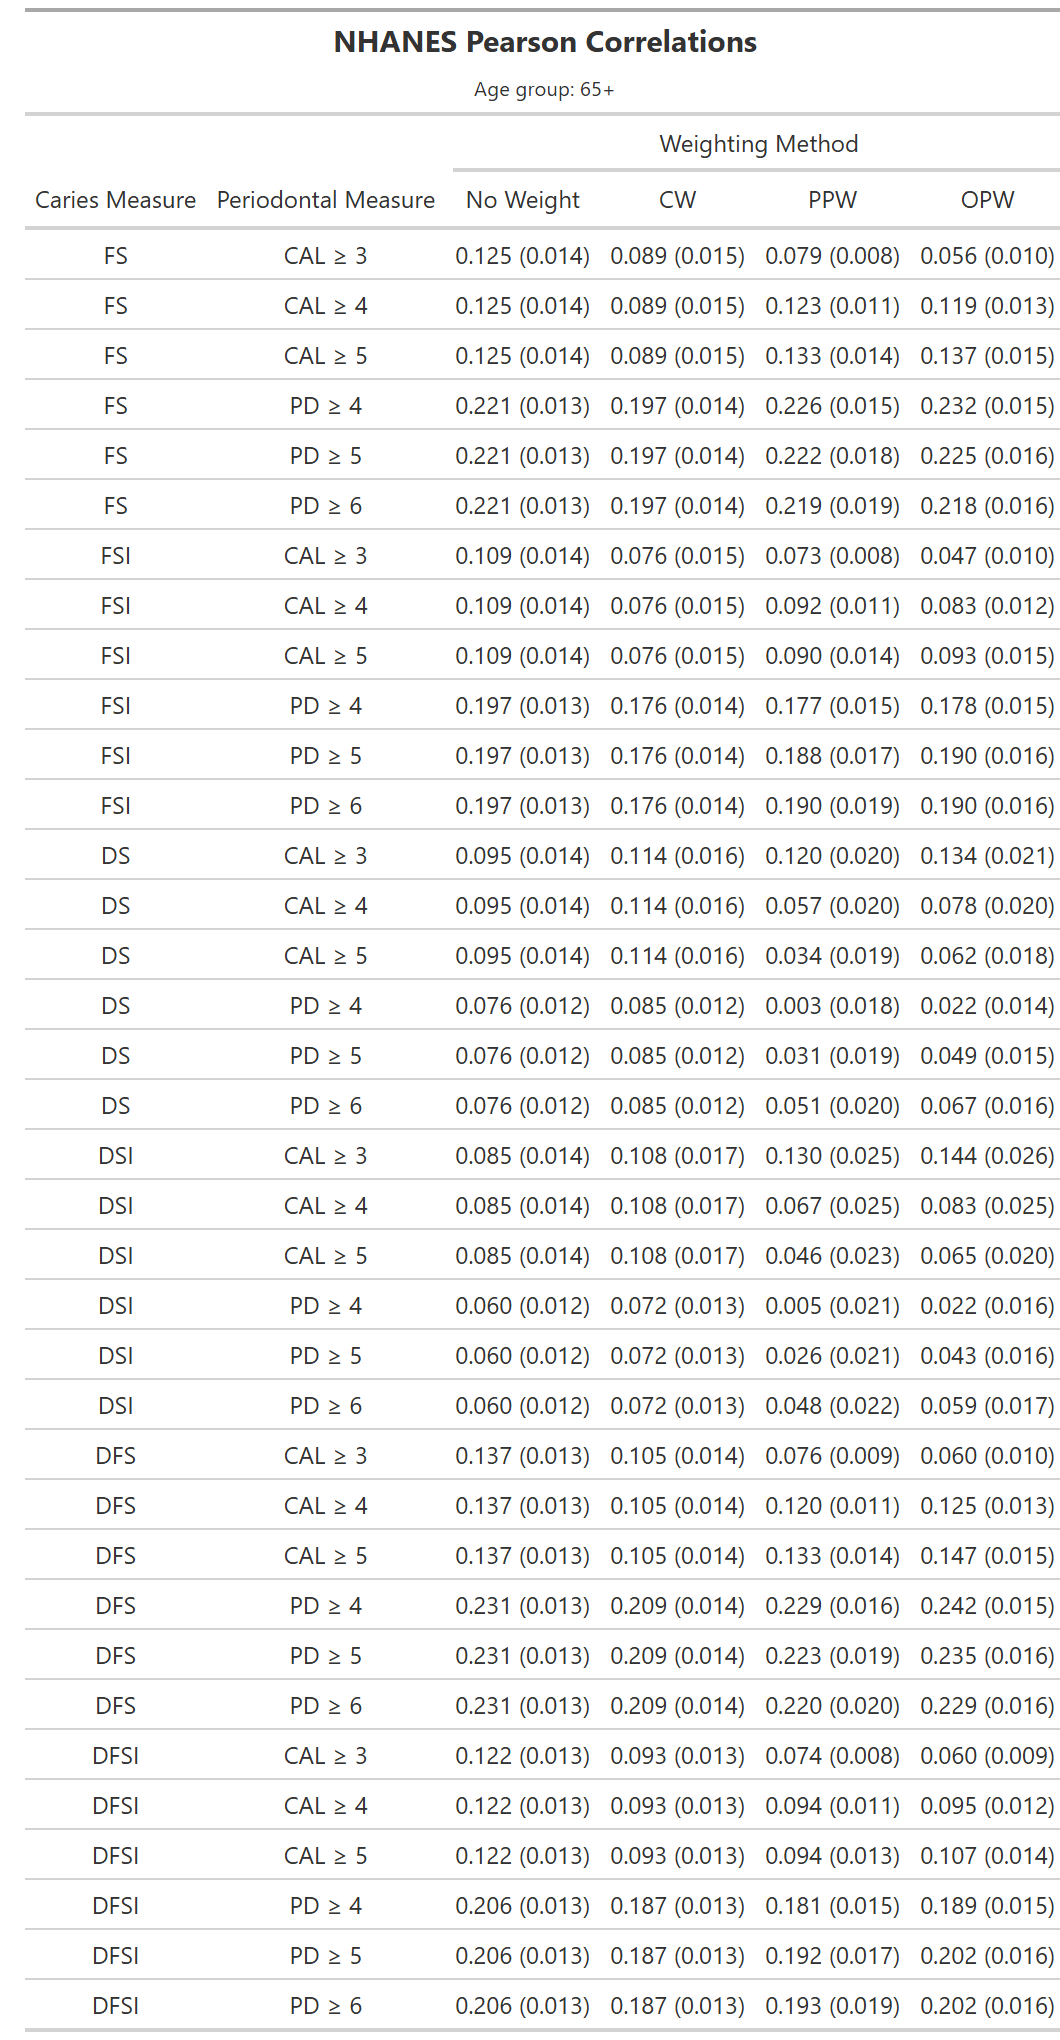 NHANES Pearson Correlations
Age group: 65+
Weighting Method
Caries Measure Periodontal Measure No Weight CW PPW OPW
FS CAL ≥ 3 0.125 (0.014) 0.089 (0.015) 0.079 (0.008) 0.056 (0.010)
FS CAL ≥ 4 0.125 (0.014) 0.089 (0.015) 0.123 (0.011) 0.119 (0.013)
FS CAL ≥ 5 0.125 (0.014) 0.089 (0.015) 0.133 (0.014) 0.137 (0.015)
FS PD ≥ 4 0.221 (0.013) 0.197 (0.014) 0.226 (0.015) 0.232 (0.015)
FS PD ≥ 5 0.221 (0.013) 0.197 (0.014) 0.222 (0.018) 0.225 (0.016)
FS PD ≥ 6 0.221 (0.013) 0.197 (0.014) 0.219 (0.019) 0.218 (0.016)
FSI CAL ≥ 3 0.109 (0.014) 0.076 (0.015) 0.073 (0.008) 0.047 (0.010)
FSI CAL ≥ 4 0.109 (0.014) 0.076 (0.015) 0.092 (0.011) 0.083 (0.012)
FSI CAL ≥ 5 0.109 (0.014) 0.076 (0.015) 0.090 (0.014) 0.093 (0.015)
FSI PD ≥ 4 0.197 (0.013) 0.176 (0.014) 0.177 (0.015) 0.178 (0.015)
FSI PD ≥ 5 0.197 (0.013) 0.176 (0.014) 0.188 (0.017) 0.190 (0.016)
FSI PD ≥ 6 0.197 (0.013) 0.176 (0.014) 0.190 (0.019) 0.190 (0.016)
DS CAL ≥ 3 0.095 (0.014) 0.114 (0.016) 0.120 (0.020) 0.134 (0.021)
DS CAL ≥ 4 0.095 (0.014) 0.114 (0.016) 0.057 (0.020) 0.078 (0.020)
DS CAL ≥ 5 0.095 (0.014) 0.114 (0.016) 0.034 (0.019) 0.062 (0.018)
DS PD ≥ 4 0.076 (0.012) 0.085 (0.012) 0.003 (0.018) 0.022 (0.014)
DS PD ≥ 5 0.076 (0.012) 0.085 (0.012) 0.031 (0.019) 0.049 (0.015)
DS PD ≥ 6 0.076 (0.012) 0.085 (0.012) 0.051 (0.020) 0.067 (0.016)
DSI CAL ≥ 3 0.085 (0.014) 0.108 (0.017) 0.130 (0.025) 0.144 (0.026)
DSI CAL ≥ 4 0.085 (0.014) 0.108 (0.017) 0.067 (0.025) 0.083 (0.025)
DSI CAL ≥ 5 0.085 (0.014) 0.108 (0.017) 0.046 (0.023) 0.065 (0.020)
DSI PD ≥ 4 0.060 (0.012) 0.072 (0.013) 0.005 (0.021) 0.022 (0.016)
DSI PD ≥ 5 0.060 (0.012) 0.072 (0.013) 0.026 (0.021) 0.043 (0.016)
DSI PD ≥ 6 0.060 (0.012) 0.072 (0.013) 0.048 (0.022) 0.059 (0.017)
DFS CAL ≥ 3 0.137 (0.013) 0.105 (0.014) 0.076 (0.009) 0.060 (0.010)
DFS CAL ≥ 4 0.137 (0.013) 0.105 (0.014) 0.120 (0.011) 0.125 (0.013)
DFS CAL ≥ 5 0.137 (0.013) 0.105 (0.014) 0.133 (0.014) 0.147 (0.015)
DFS PD ≥ 4 0.231 (0.013) 0.209 (0.014) 0.229 (0.016) 0.242 (0.015)
DFS PD ≥ 5 0.231 (0.013) 0.209 (0.014) 0.223 (0.019) 0.235 (0.016)
DFS PD ≥ 6 0.231 (0.013) 0.209 (0.014) 0.220 (0.020) 0.229 (0.016)
DFSI CAL ≥ 3 0.122 (0.013) 0.093 (0.013) 0.074 (0.008) 0.060 (0.009)
DFSI CAL ≥ 4 0.122 (0.013) 0.093 (0.013) 0.094 (0.011) 0.095 (0.012)
DFSI CAL ≥ 5 0.122 (0.013) 0.093 (0.013) 0.094 (0.013) 0.107 (0.014)
DFSI PD ≥ 4 0.206 (0.013) 0.187 (0.013) 0.181 (0.015) 0.189 (0.015)
DFSI PD ≥ 5 0.206 (0.013) 0.187 (0.013) 0.192 (0.017) 0.202 (0.016)
DFSI PD ≥ 6 0.206 (0.013) 0.187 (0.013) 0.193 (0.019) 0.202 (0.016)